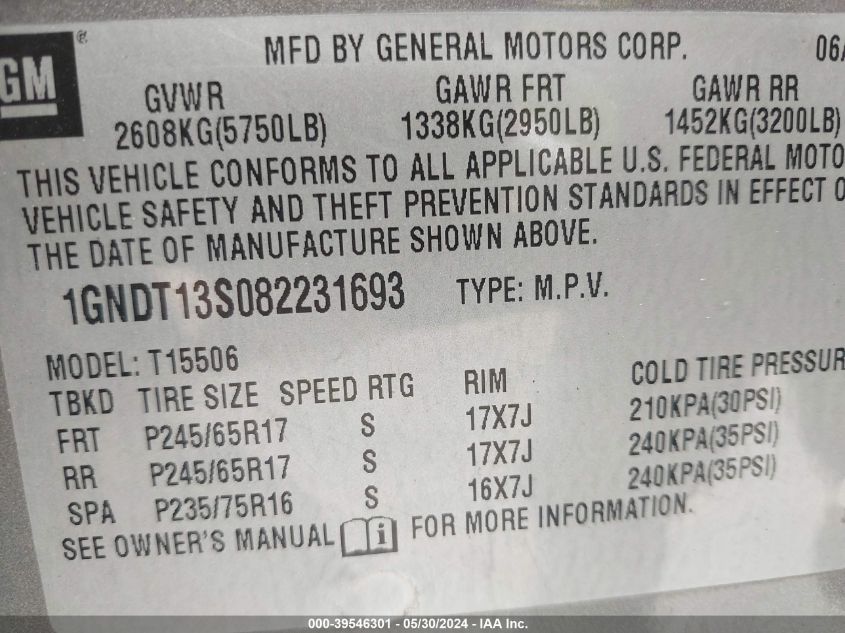 GM ®
MFD BY GENERAL MOTORS CORP. 06/
GVWR GAWR FRT GAWR RR
2608KG(5750LB) 1338KG(2950LB) 1452KG(3200LB)
THIS VEHICLE CONFORMS TO ALL APPLICABLE U.S. FEDERAL MOTO
VEHICLE SAFETY AND THEFT PREVENTION STANDARDS IN EFFECT O
THE DATE OF MANUFACTURE SHOWN ABOVE.
1GNDT13S082231693 TYPE: M.P.V.
MODEL: T15506
TBKD TIRE SIZE SPEED RTG RIM COLD TIRE PRESSUR
FRT P245/65R17 S 17X7J 210KPA(30PSI)
RR P245/65R17 S 17X7J 240KPA(35PSI)
SPA P235/75R16 S 16X7J 240KPA(35PSI)
SEE OWNER'S MANUAL i FOR MORE INFORMATION.
000-39546301 - 05/30/2024 - IAA Inc.